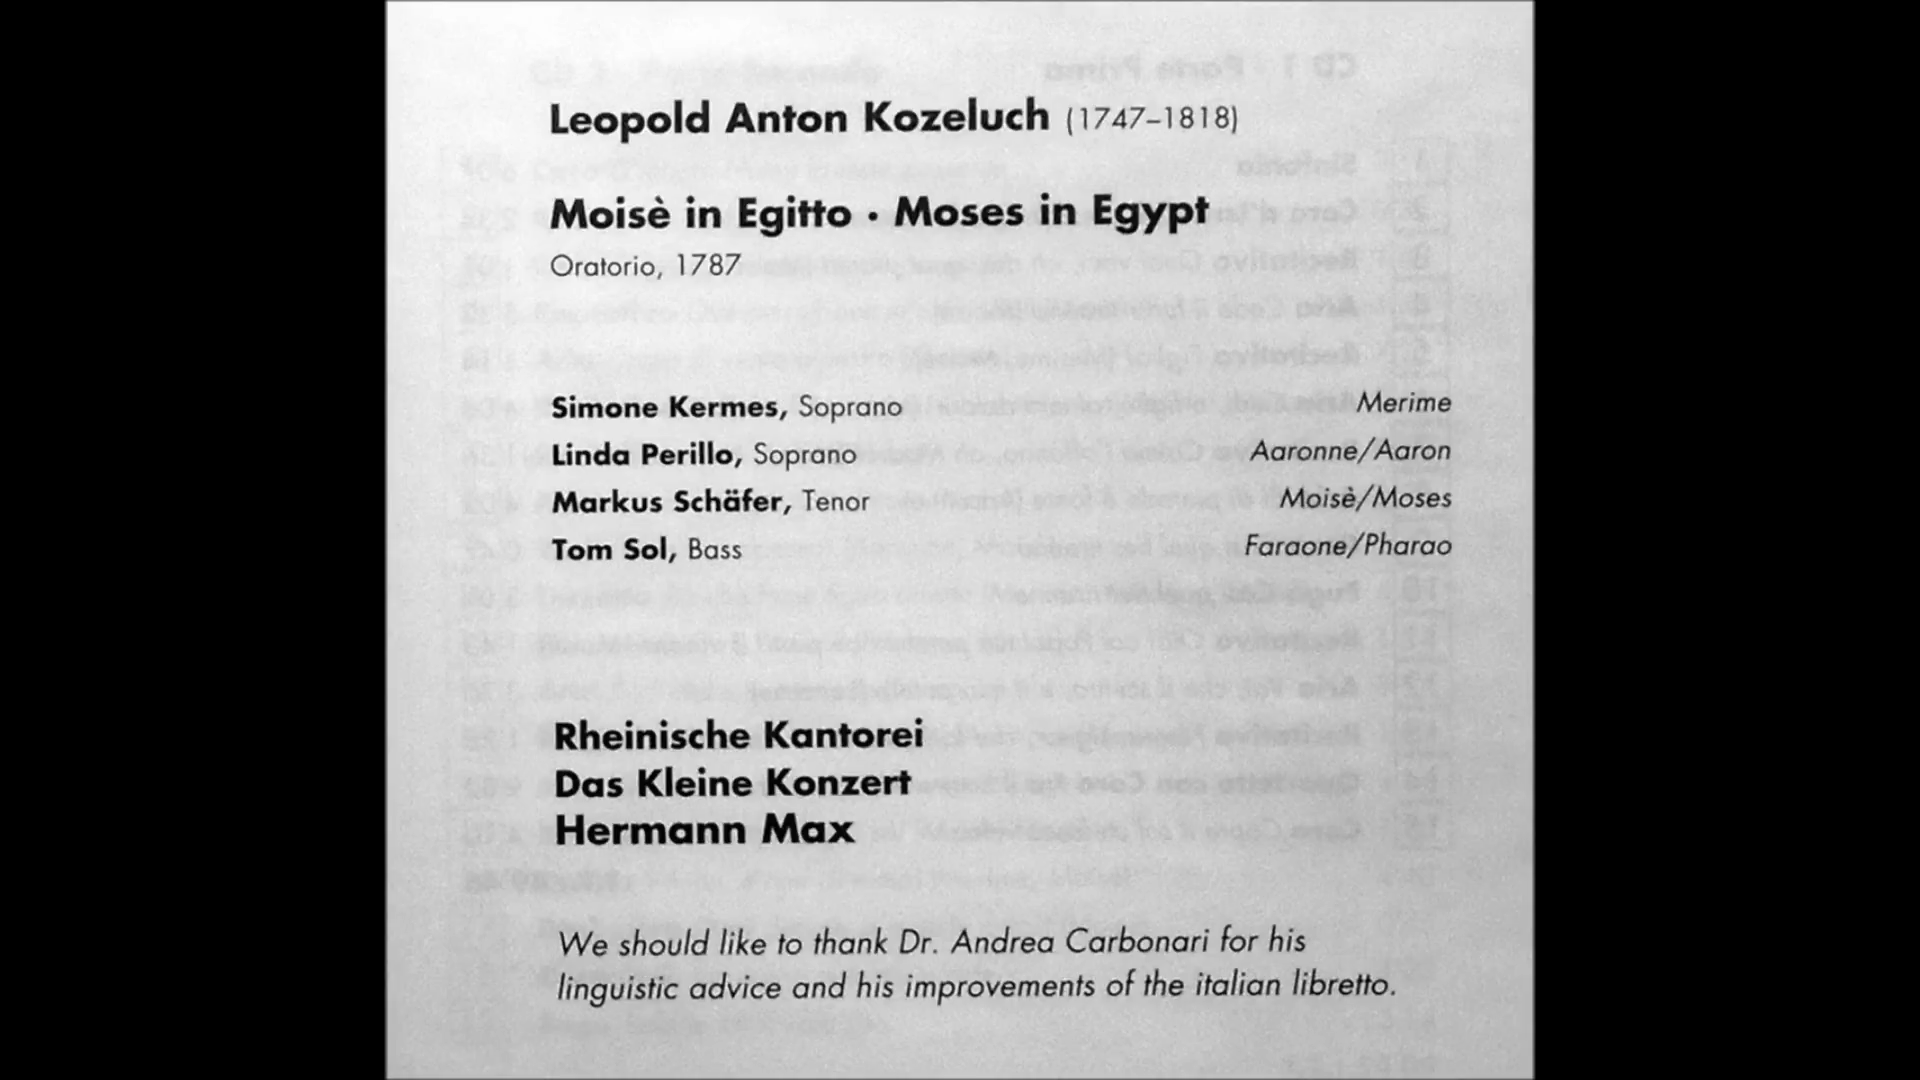 Leopold Anton Kozeluch (1747–1818)
Moisè in Egitto · Moses in Egypt
Oratorio, 1787
Simone Kermes, Soprano Merime
Linda Perillo, Soprano Aaronne/Aaron
Markus Schäfer, Tenor Moisè/Moses
Tom Sol, Bass Faraone/Pharao
Rheinische Kantorei
Das Kleine Konzert
Hermann Max
We should like to thank Dr. Andrea Carbonari for his
linguistic advice and his improvements of the italian libretto.